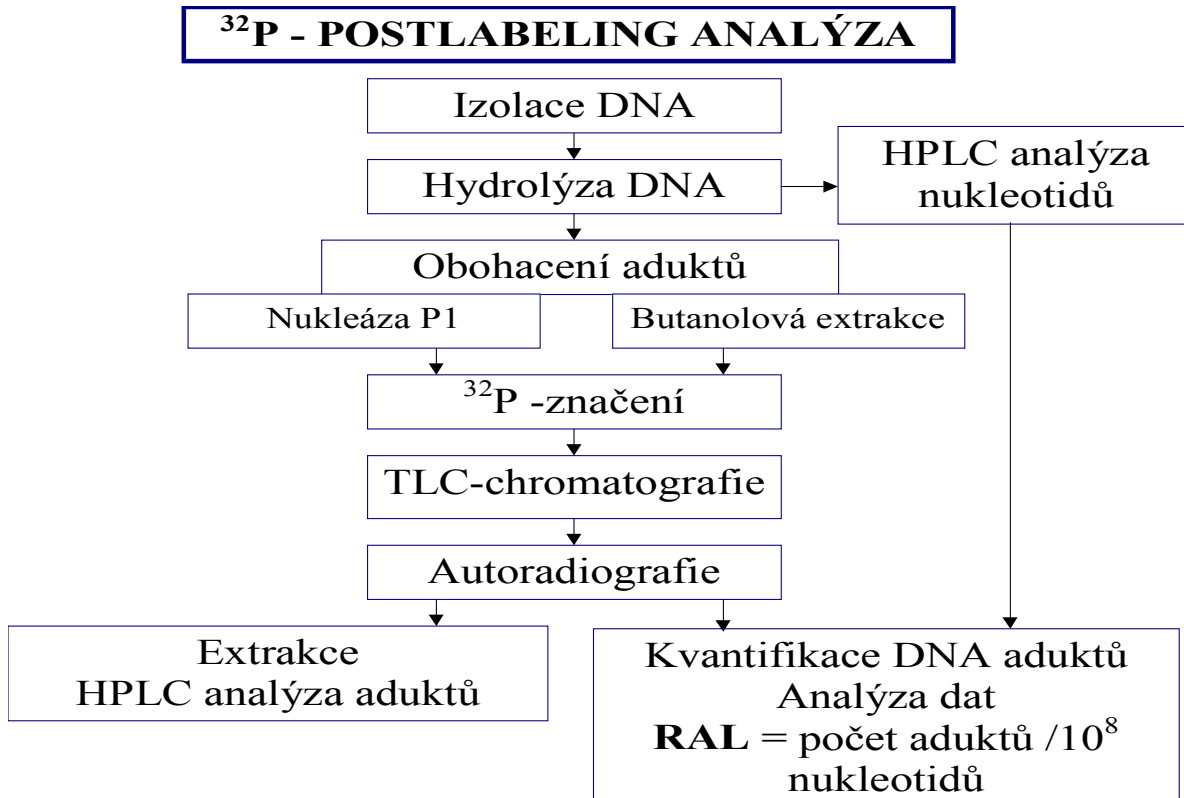 ³²P - POSTLABELING ANALÝZA
Izolace DNA
Hydrolýza DNA
HPLC analýza
nukleotidů
Obohacení aduktů
Nukleáza P1
Butanolová extrakce
³²P -značení
TLC-chromatografie
Autoradiografie
Extrakce
HPLC analýza aduktů
Kvantifikace DNA aduktů
Analýza dat
RAL = počet aduktů /10⁸
nukleotidů